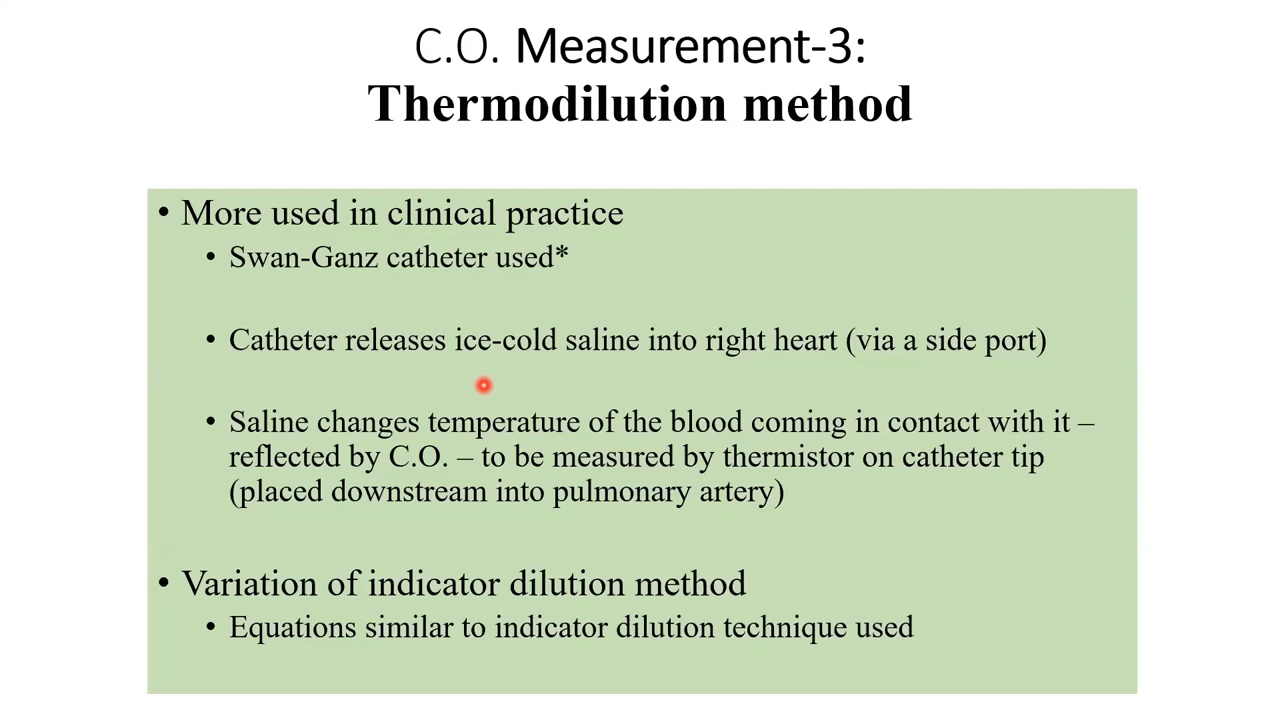 C.O. Measurement-3:
Thermodilution method
• More used in clinical practice
• Swan-Ganz catheter used*
• Catheter releases ice-cold saline into right heart (via a side port)
• Saline changes temperature of the blood coming in contact with it –
reflected by C.O. – to be measured by thermistor on catheter tip
(placed downstream into pulmonary artery)
• Variation of indicator dilution method
• Equations similar to indicator dilution technique used